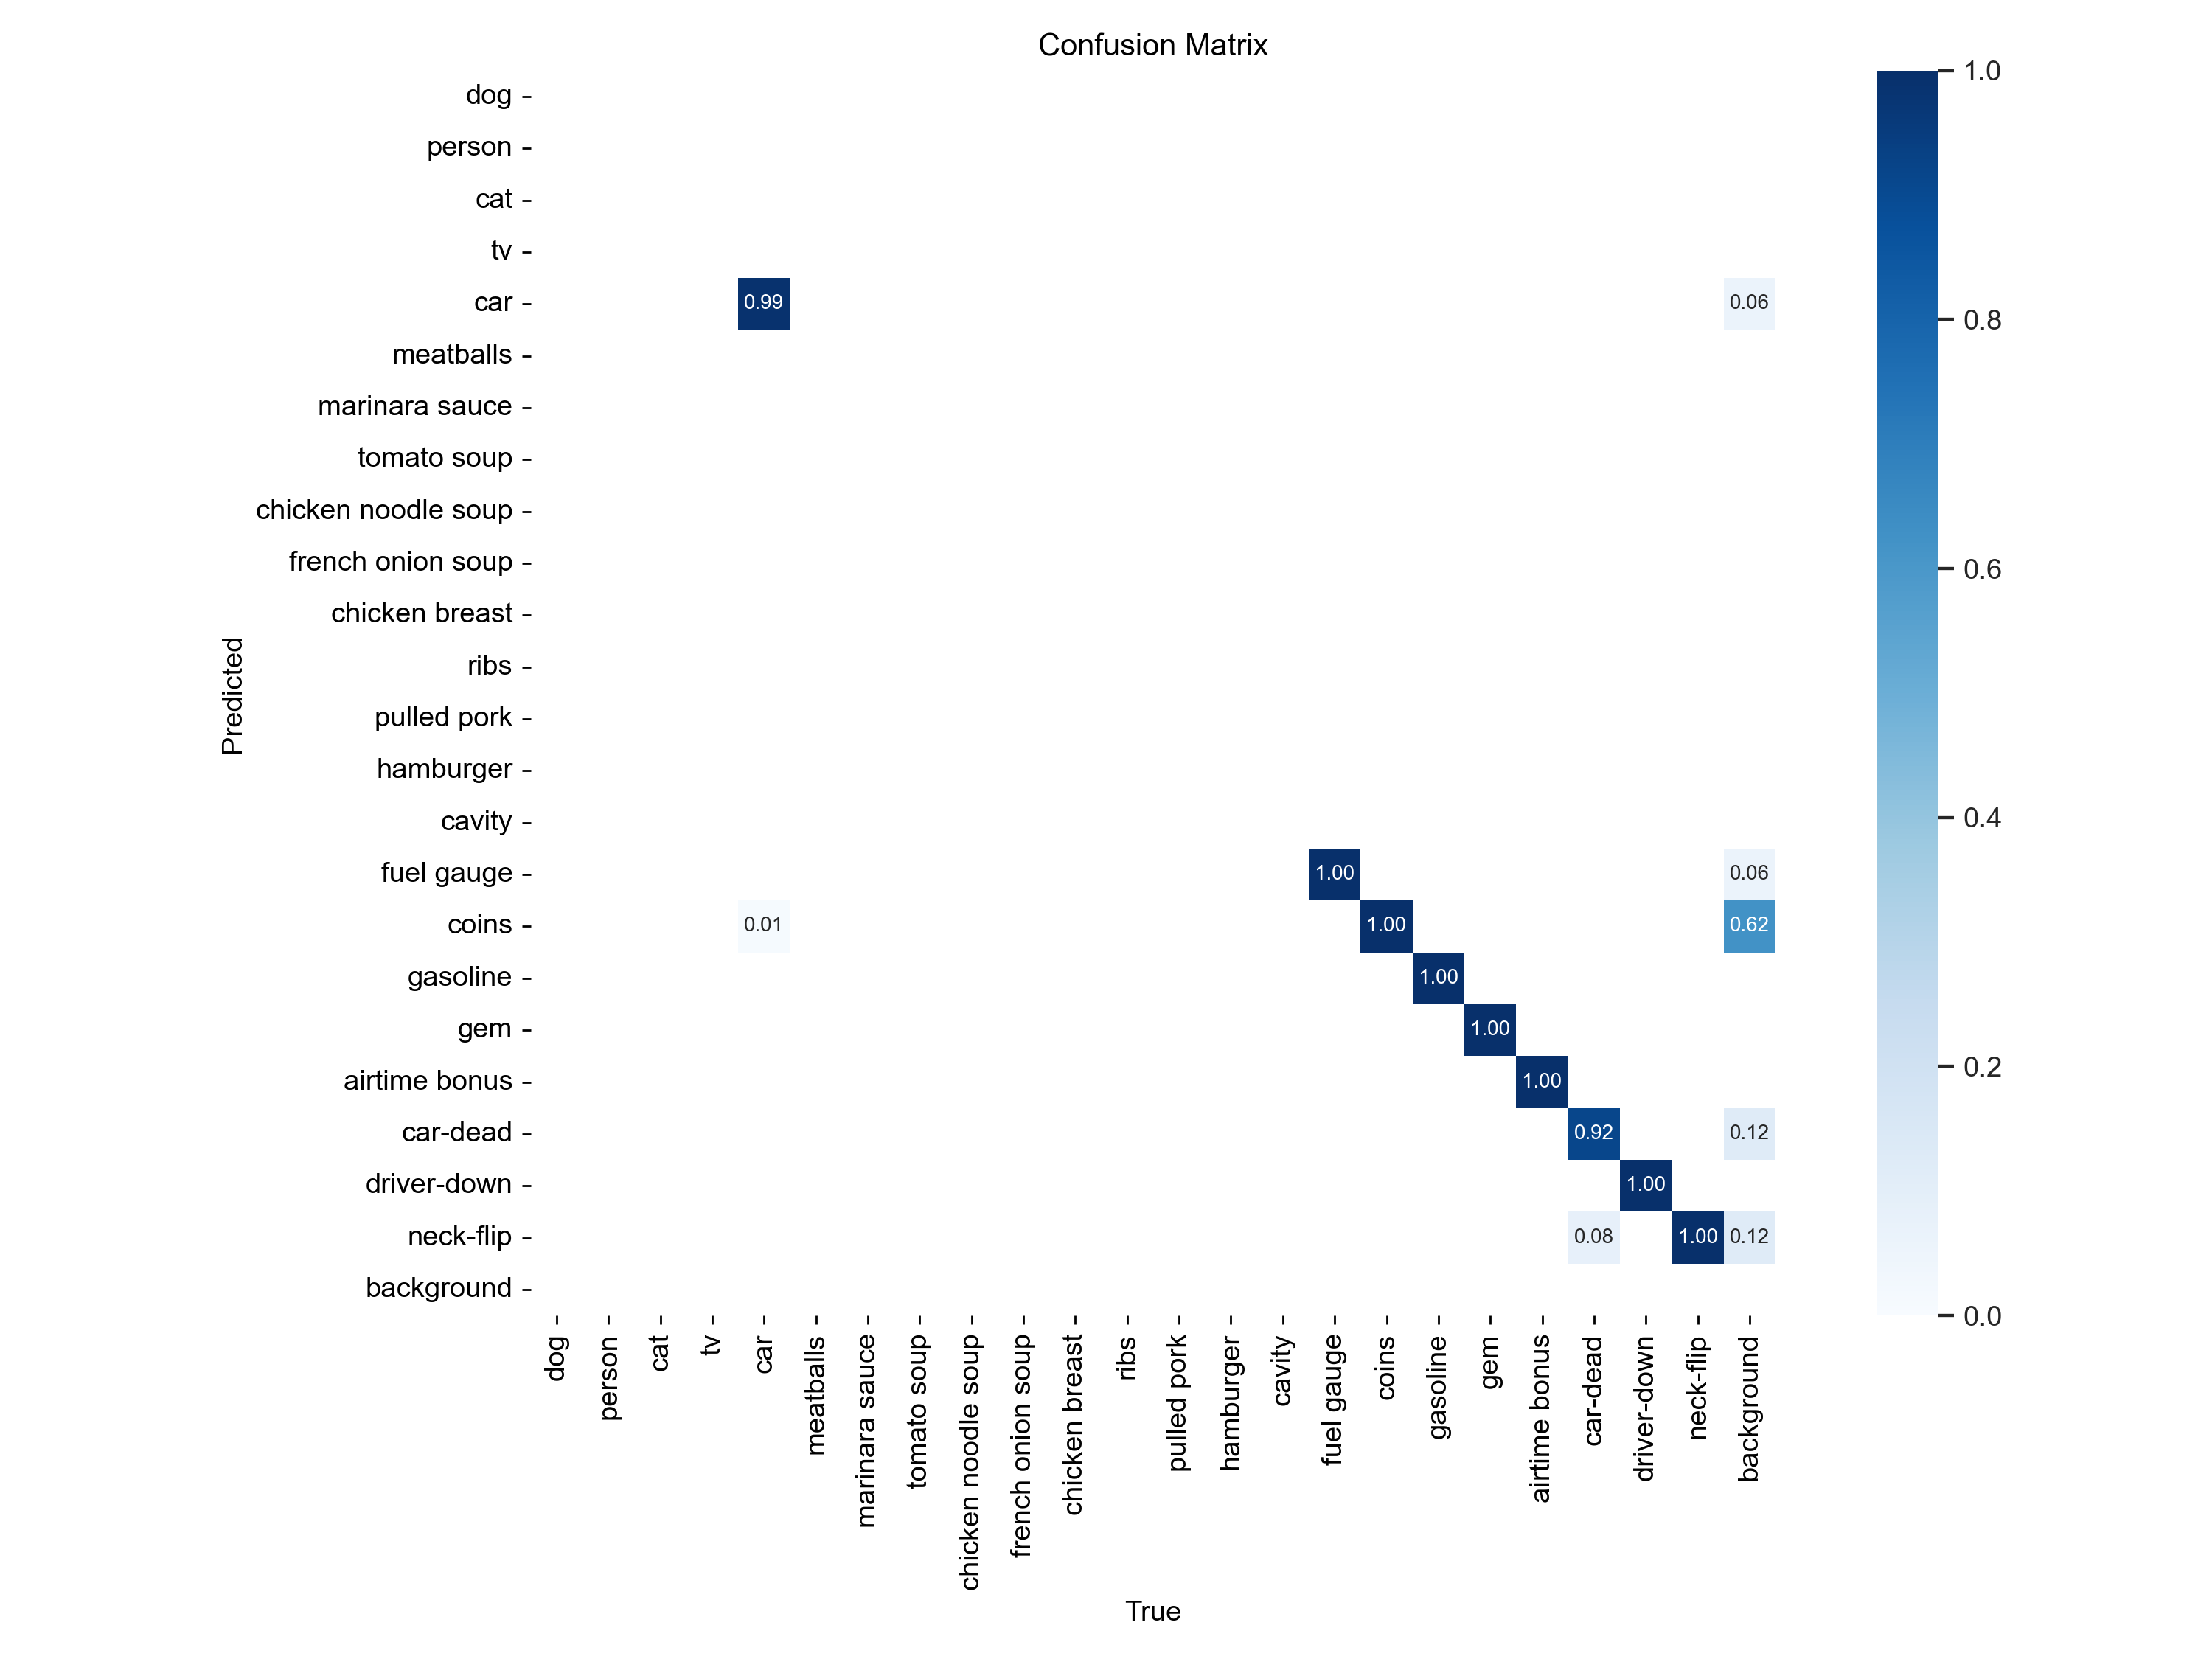 Confusion Matrix
dog
person
cat
tv
car
meatballs
marinara sauce
tomato soup
chicken noodle soup
french onion soup
chicken breast
ribs
pulled pork
hamburger
cavity
fuel gauge
coins
gasoline
gem
airtime bonus
car-dead
driver-down
neck-flip
background
Predicted
0.99 0.06
1.00 0.06
0.01 1.00 0.62
1.00
1.00
1.00
0.92 0.12
1.00
0.08 1.00 0.12
dog
person
cat
tv
car
meatballs
marinara sauce
tomato soup
chicken noodle soup
french onion soup
chicken breast
ribs
pulled pork
hamburger
cavity
fuel gauge
coins
gasoline
gem
airtime bonus
car-dead
driver-down
neck-flip
background
True
1.0
0.8
0.6
0.4
0.2
0.0